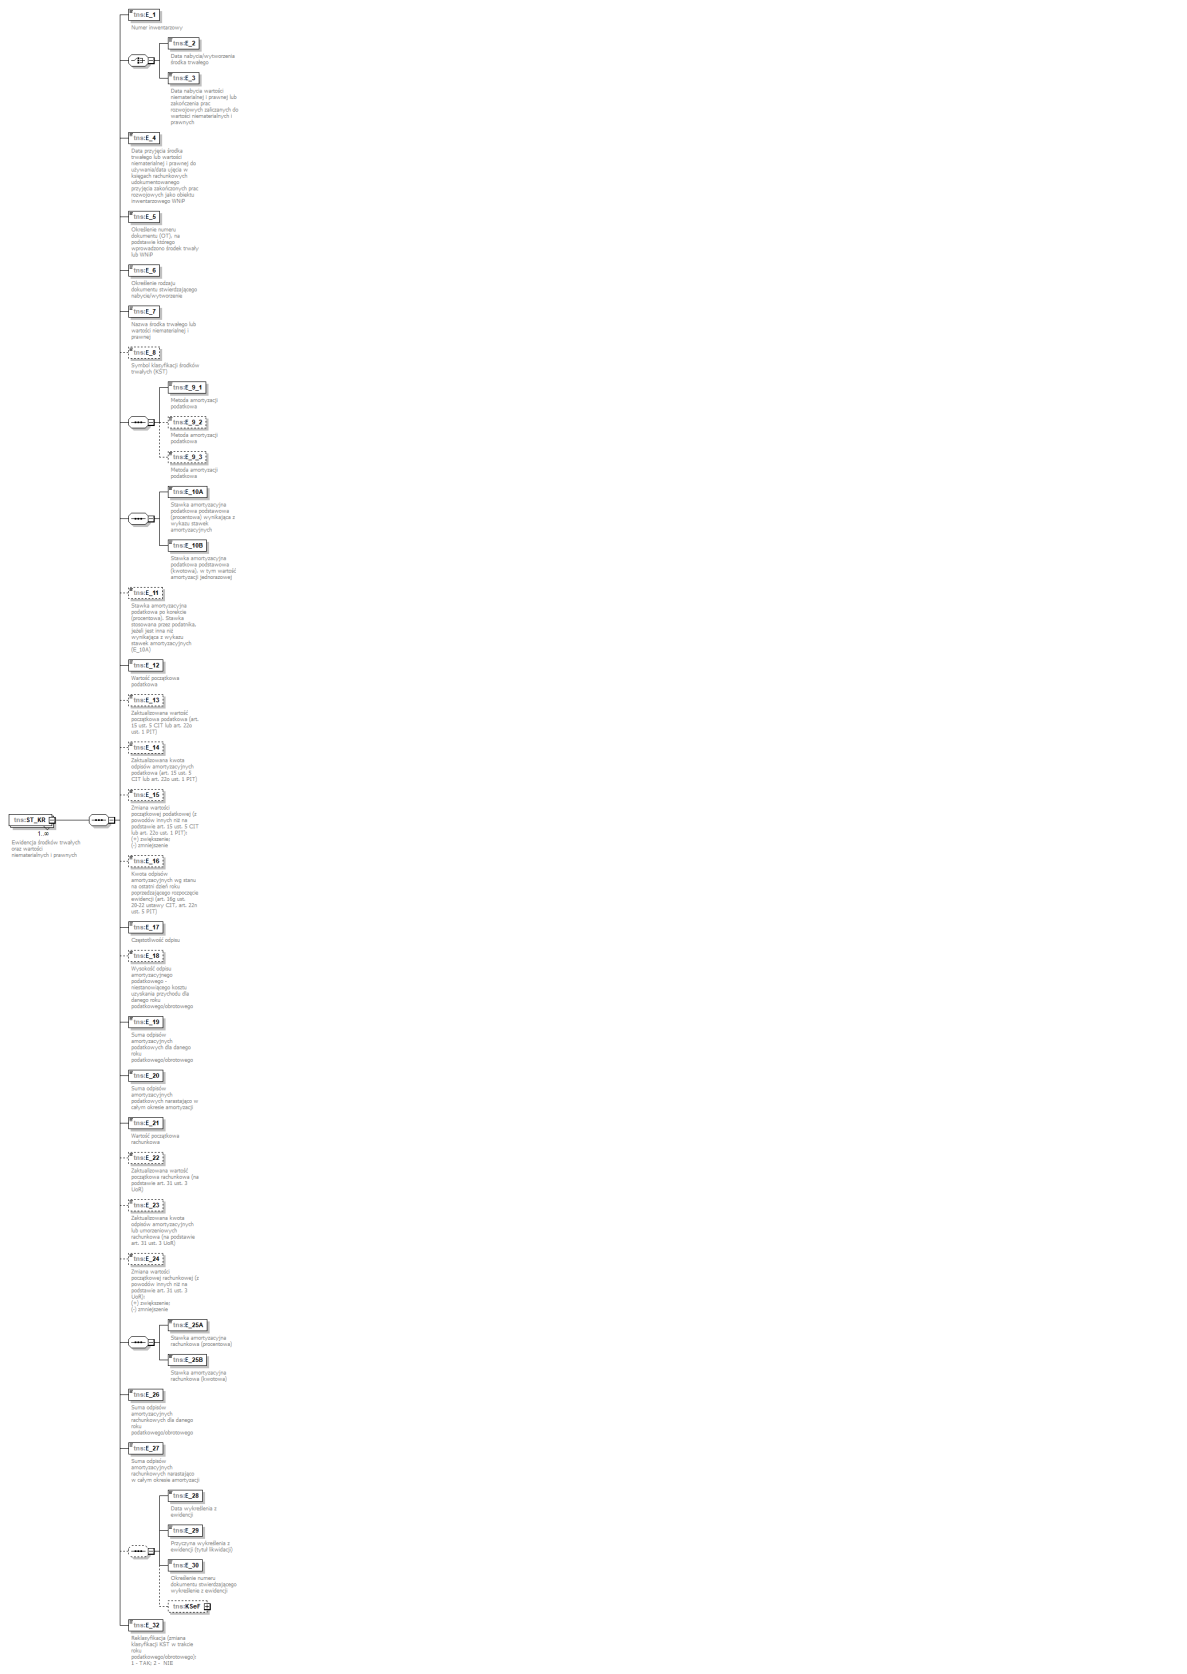 tns:E_1
Numer inwentarzowy
tns:E_2
Data nabycia/wytworzenia
środka trwałego
tns:E_3
Data nabycia wartości
niematerialnej i prawnej lub
zakończenia prac
rozwojowych zaliczanych do
wartości niematerialnych i
prawnych
tns:E_4
Data przyjęcia środka
trwałego lub wartości
niematerialnej i prawnej do
używania/data ujęcia w
księgach rachunkowych
udokumentowanego
przyjęcia zakończonych prac
rozwojowych jako obiektu
inwentarzowego WNiP
tns:E_5
Określenie numeru
dokumentu (OT), na
podstawie którego
wprowadzono środek trwały
lub WNiP
tns:E_6
Określenie rodzaju
dokumentu stwierdzającego
nabycie/wytworzenie
tns:E_7
Nazwa środka trwałego lub
wartości niematerialnej i
prawnej
tns:E_8
Symbol klasyfikacji środków
trwałych (KŚT)
tns:E_9_1
Metoda amortyzacji
podatkowa
tns:E_9_2
Metoda amortyzacji
podatkowa
tns:E_9_3
Metoda amortyzacji
podatkowa
tns:E_10A
Stawka amortyzacyjna
podatkowa podstawowa
(procentowa) wynikająca z
wykazu stawek
amortyzacyjnych
tns:E_10B
Stawka amortyzacyjna
podatkowa podstawowa
(kwotowa), w tym wartość
amortyzacji jednorazowej
tns:E_11
Stawka amortyzacyjna
podatkowa po korekcie
(procentowa). Stawka
stosowana przez podatnika,
jeżeli jest inna niż
wynikająca z wykazu
stawek amortyzacyjnych
(E_10A)
tns:E_12
Wartość początkowa
podatkowa
tns:E_13
Zaktualizowana wartość
początkowa podatkowa (art.
15 ust. 5 CIT lub art. 22o
ust. 1 PIT)
tns:E_14
Zaktualizowana kwota
odpisów amortyzacyjnych
podatkowa (art. 15 ust. 5
CIT lub art. 22o ust. 1 PIT)
tns:E_15
Zmiana wartości
początkowej podatkowej (z
powodów innych niż na
podstawie art. 15 ust. 5 CIT
lub art. 22o ust. 1 PIT):
(+) zwiększenie;
(-) zmniejszenie
tns:ST_KR
1..∞
Ewidencja środków trwałych
oraz wartości
niematerialnych i prawnych
tns:E_16
Kwota odpisów
amortyzacyjnych wg stanu
na ostatni dzień roku
poprzedzającego rozpoczęcie
ewidencji (art. 16g ust.
20-22 ustawy CIT, art. 22n
ust. 5 PIT)
tns:E_17
Częstotliwość odpisu
tns:E_18
Wysokość odpisu
amortyzacyjnego
podatkowego -
niestanowiącego kosztu
uzyskania przychodu dla
danego roku
podatkowego/obrotowego
tns:E_19
Suma odpisów
amortyzacyjnych
podatkowych dla danego
roku
podatkowego/obrotowego
tns:E_20
Suma odpisów
amortyzacyjnych
podatkowych narastająco w
całym okresie amortyzacji
tns:E_21
Wartość początkowa
rachunkowa
tns:E_22
Zaktualizowana wartość
początkowa rachunkowa (na
podstawie art. 31 ust. 3
UoR)
tns:E_23
Zaktualizowana kwota
odpisów amortyzacyjnych
lub umorzeniowych
rachunkowa (na podstawie
art. 31 ust. 3 UoR)
tns:E_24
Zmiana wartości
początkowej rachunkowej (z
powodów innych niż na
podstawie art. 31 ust. 3
UoR):
(+) zwiększenie;
(-) zmniejszenie
tns:E_25A
Stawka amortyzacyjna
rachunkowa (procentowa)
tns:E_25B
Stawka amortyzacyjna
rachunkowa (kwotowa)
tns:E_26
Suma odpisów
amortyzacyjnych
rachunkowych dla danego
roku
podatkowego/obrotowego
tns:E_27
Suma odpisów
amortyzacyjnych
rachunkowych narastająco
w całym okresie amortyzacji
tns:E_28
Data wykreślenia z
ewidencji
tns:E_29
Przyczyna wykreślenia z
ewidencji (tytuł likwidacji)
tns:E_30
Określenie numeru
dokumentu stwierdzającego
wykreślenie z ewidencji
tns:KSeF
tns:E_32
Reklasyfikacja (zmiana
klasyfikacji KŚT w trakcie
roku
podatkowego/obrotowego):
1 - TAK; 2 - NIE